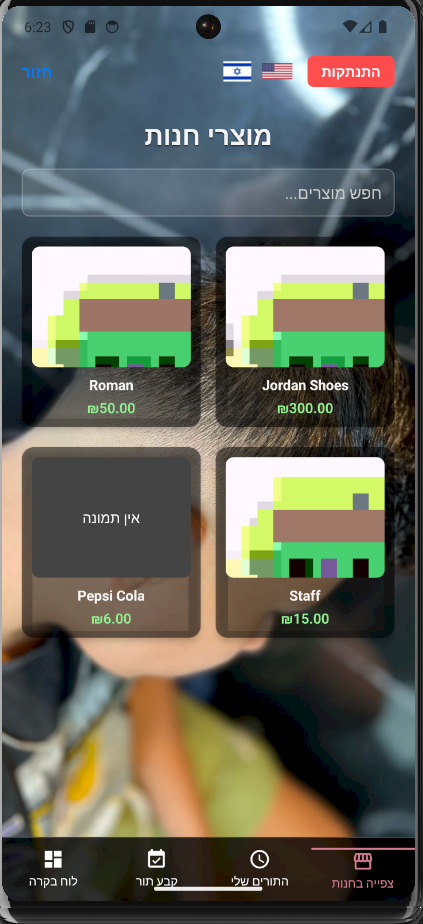 6:23
חזור
התנתקות
מוצרי חנות
חפש מוצרים...
Roman
₪50.00
Jordan Shoes
₪300.00
אין תמונה
Pepsi Cola
₪6.00
Staff
₪15.00
לוח בקרה
קבע תור
התורים שלי
צפייה בחנות